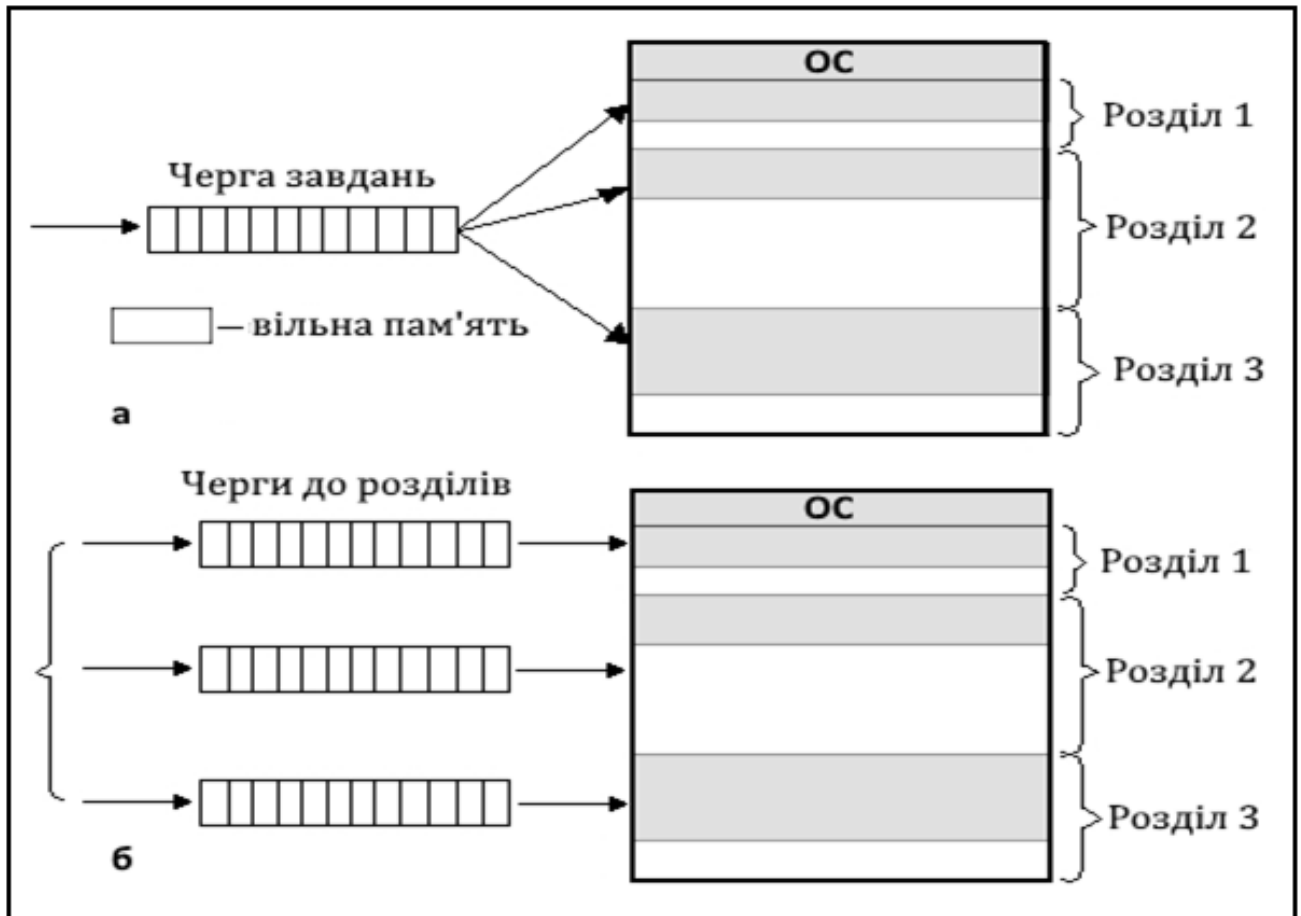 ОС
Розділ 1
Черга завдань
Розділ 2
– вільна пам'ять
Розділ 3
а
Черги до розділів
ОС
Розділ 1
Розділ 2
Розділ 3
б